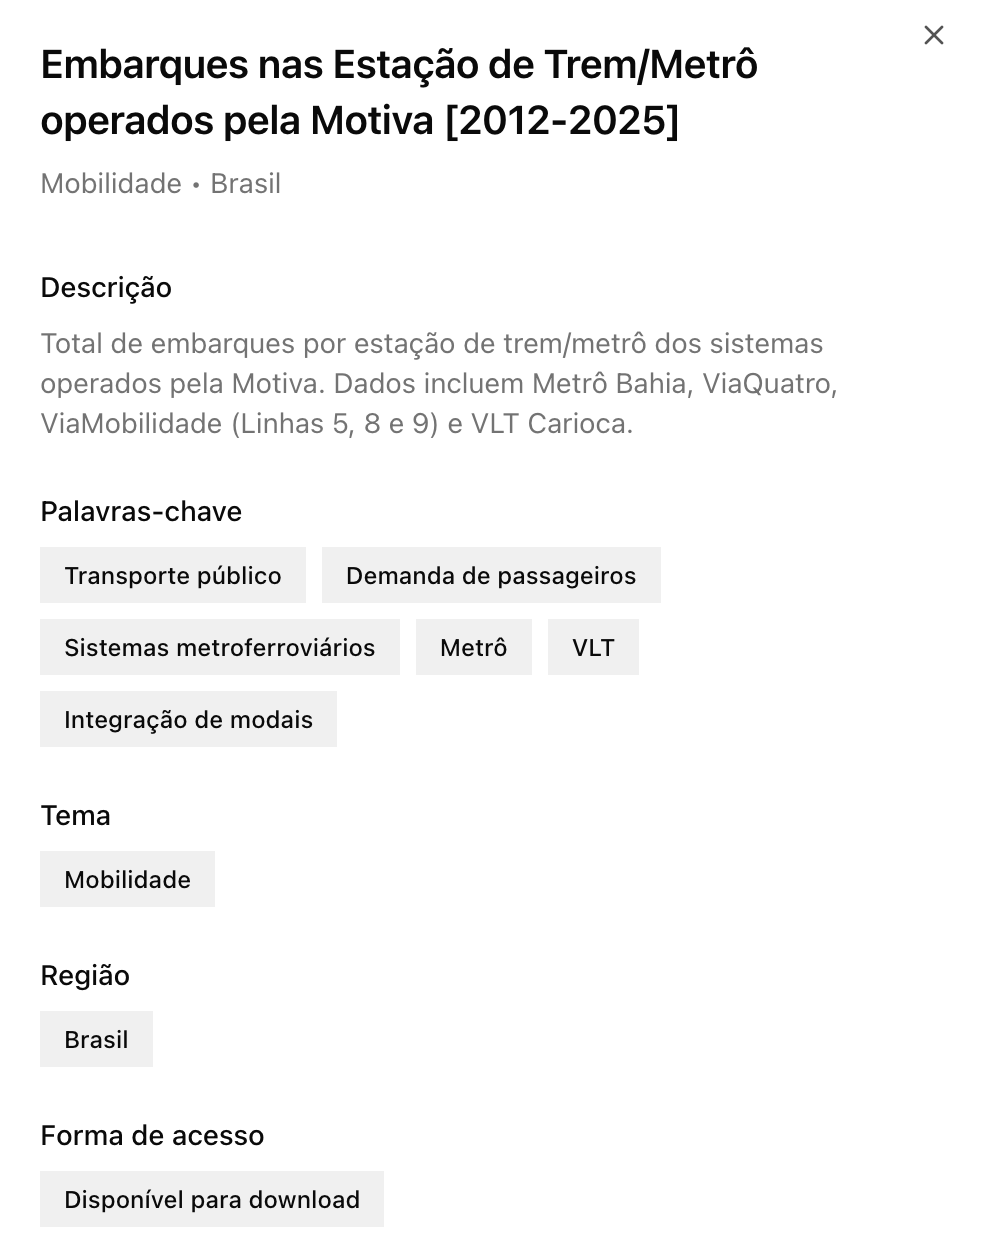 Embarques nas Estação de Trem/Metrô
operados pela Motiva [2012-2025]
Mobilidade • Brasil
Descrição
Total de embarques por estação de trem/metrô dos sistemas
operados pela Motiva. Dados incluem Metrô Bahia, ViaQuatro,
ViaMobilidade (Linhas 5, 8 e 9) e VLT Carioca.
Palavras-chave
Transporte público Demanda de passageiros
Sistemas metroferroviários Metrô VLT
Integração de modais
Tema
Mobilidade
Região
Brasil
Forma de acesso
Disponível para download